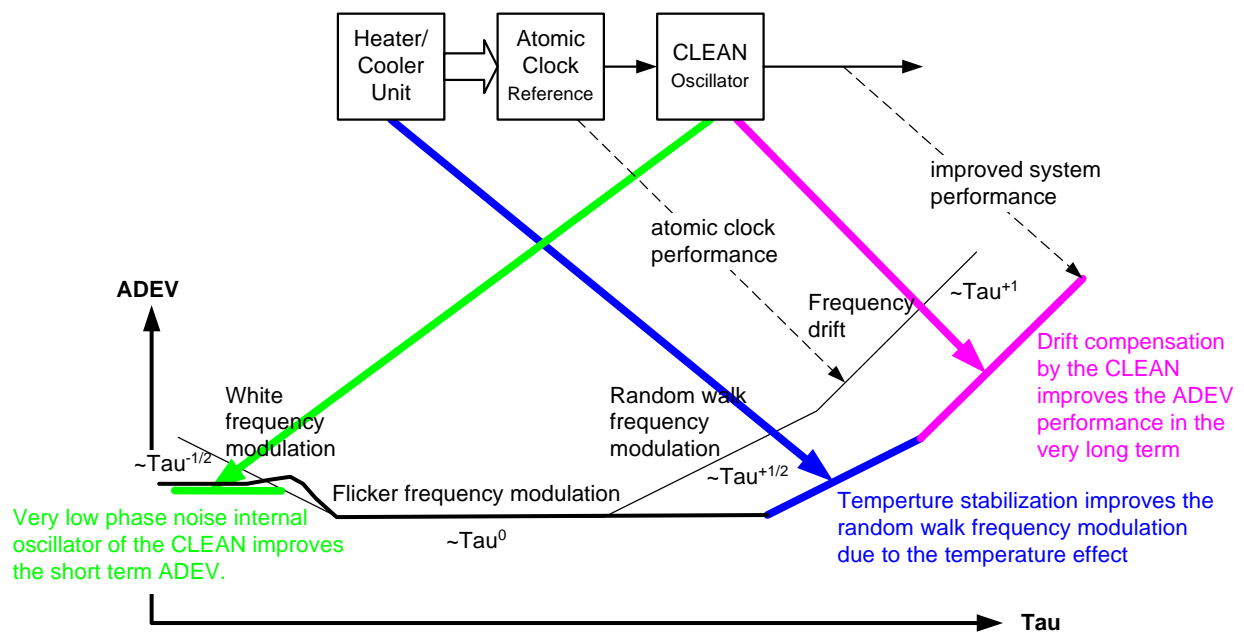 Heater/
Cooler
Unit
Atomic
Clock
Reference
CLEAN
Oscillator
improved system
performance
atomic clock
performance
ADEV
Frequency
drift
~Tau+1
Drift compensation
by the CLEAN
improves the ADEV
performance in the
very long term
White
frequency
modulation
Random walk
frequency
modulation
~Tau-1/2
~Tau+1/2
Flicker frequency modulation
~Tau0
Very low phase noise internal
oscillator of the CLEAN improves
the short term ADEV.
Temperture stabilization improves the
random walk frequency modulation
due to the temperature effect
Tau